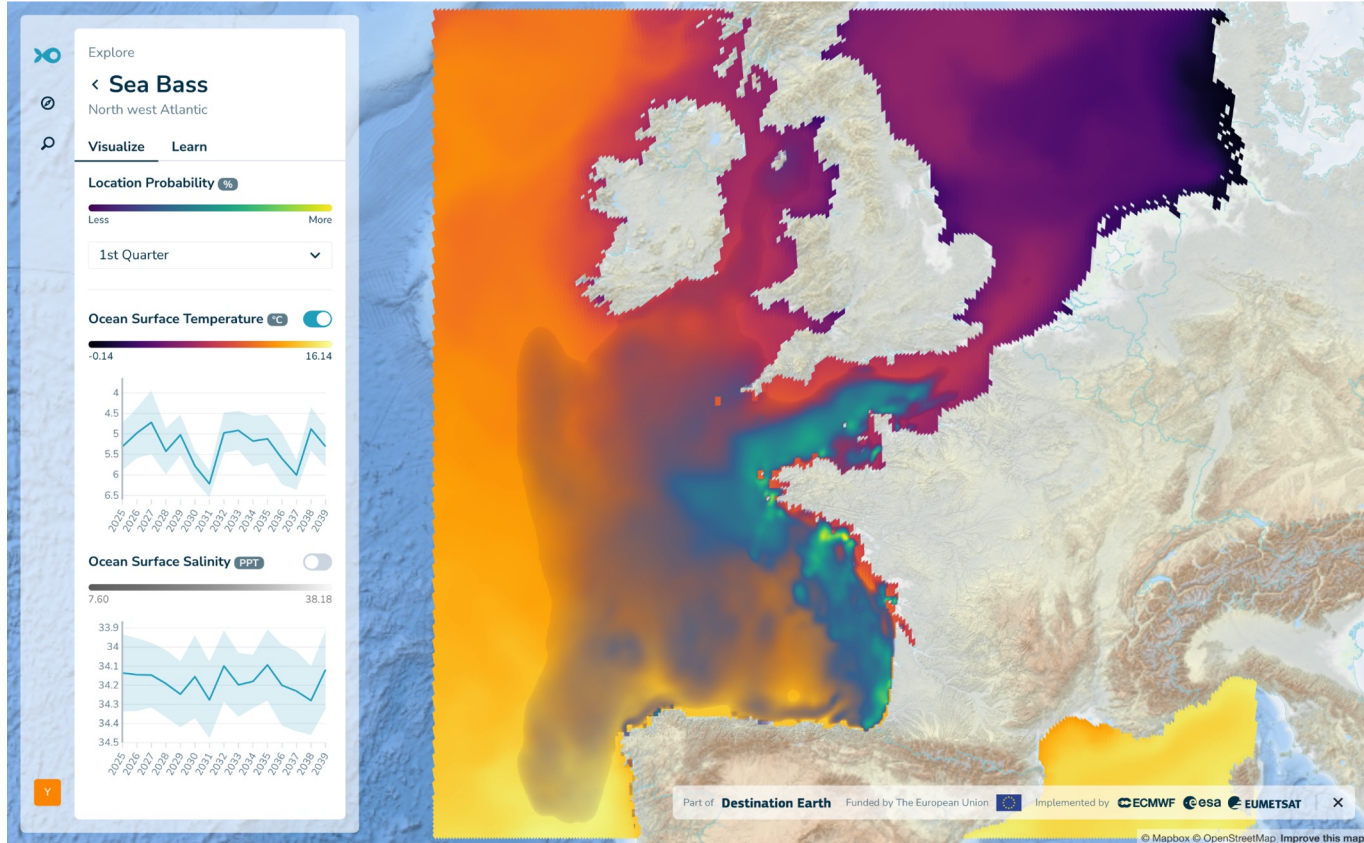 Explore
Sea Bass
North west Atlantic
Visualize Learn
Location Probability %
Less More
1st Quarter
Ocean Surface Temperature °C
-0.14 16.14
4
4.5
5
5.5
6
6.5
2025 2026 2027 2028 2029 2030 2031 2032 2033 2034 2035 2036 2037 2038 2039
Ocean Surface Salinity PPT
7.60 38.18
33.9
34
34.1
34.2
34.3
34.4
34.5
2025 2026 2027 2028 2029 2030 2031 2032 2033 2034 2035 2036 2037 2038 2039
Y
Part of Destination Earth Funded by The European Union Implemented by ECMWF esa EUMETSAT
© Mapbox © OpenStreetMap Improve this map